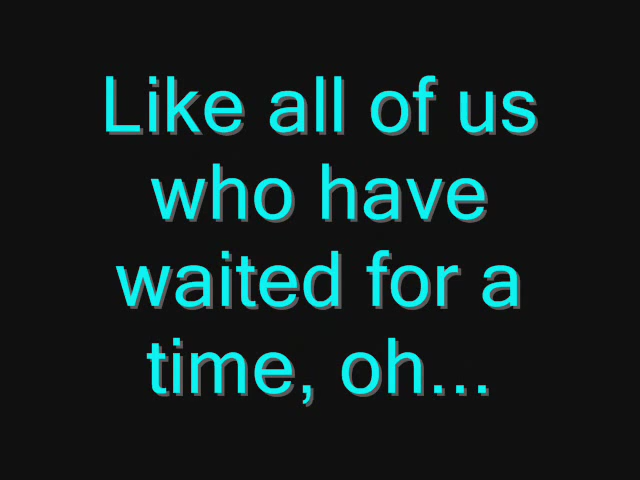 Like all of us
who have
waited for a
time, oh...